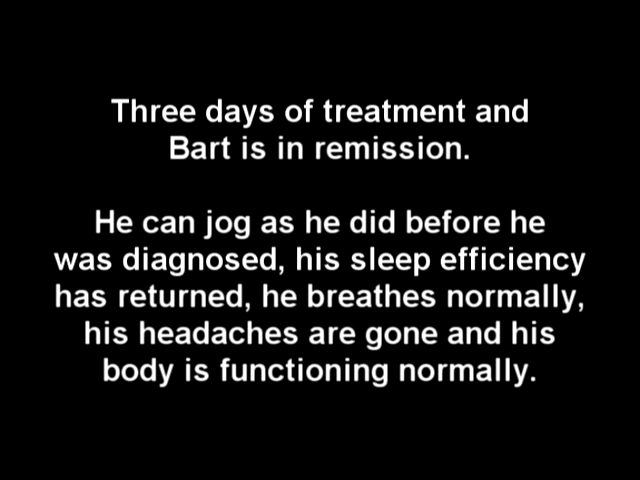 Three days of treatment and
Bart is in remission.
He can jog as he did before he
was diagnosed, his sleep efficiency
has returned, he breathes normally,
his headaches are gone and his
body is functioning normally.